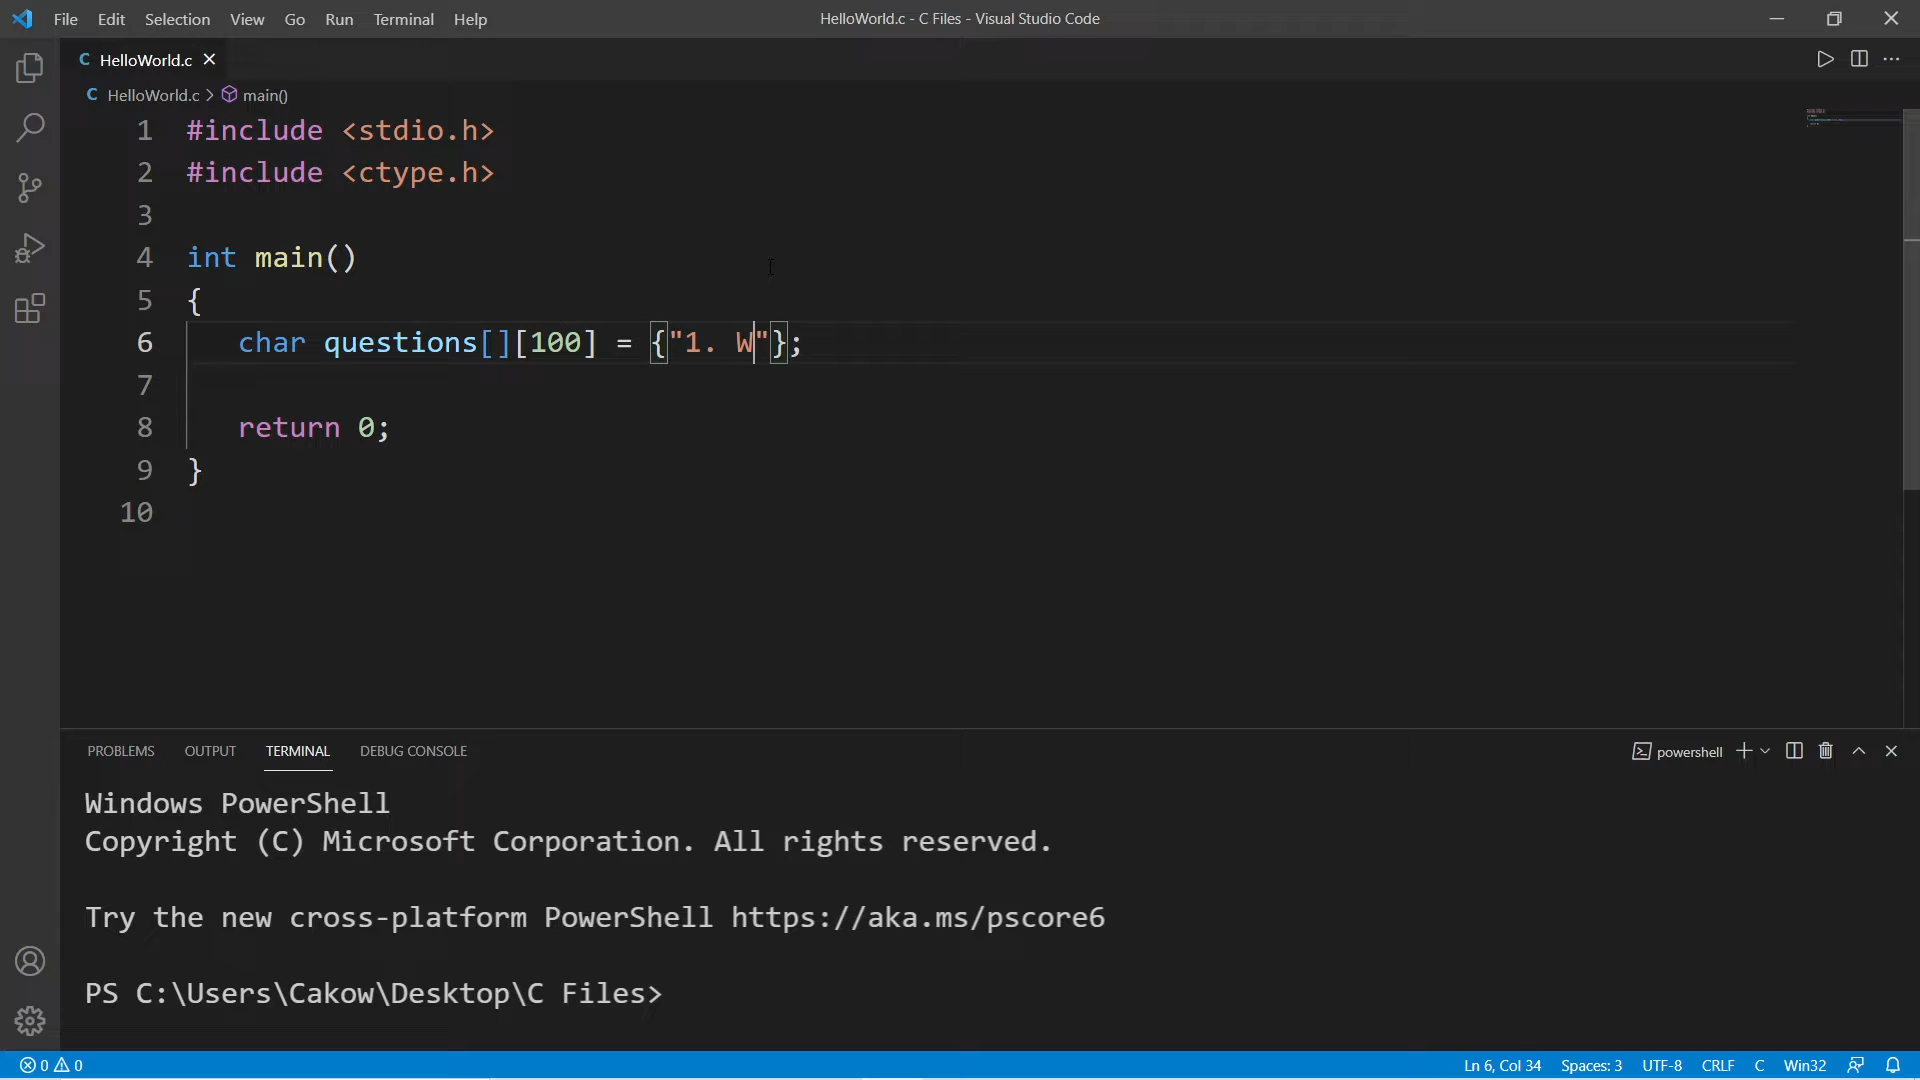 File Edit Selection View Go Run Terminal Help
HelloWorld.c - C Files - Visual Studio Code
C HelloWorld.c
C HelloWorld.c > main()
1 #include <stdio.h>
2 #include <ctype.h>
3
4 int main()
5 {
6 char questions[][100] = {"1. W"};
7
8 return 0;
9 }
10
PROBLEMS OUTPUT TERMINAL DEBUG CONSOLE
powershell
Windows PowerShell
Copyright (C) Microsoft Corporation. All rights reserved.
Try the new cross-platform PowerShell https://aka.ms/pscore6
PS C:\Users\Cakow\Desktop\C Files>
0 0
Ln 6, Col 34 Spaces: 3 UTF-8 CRLF C Win32